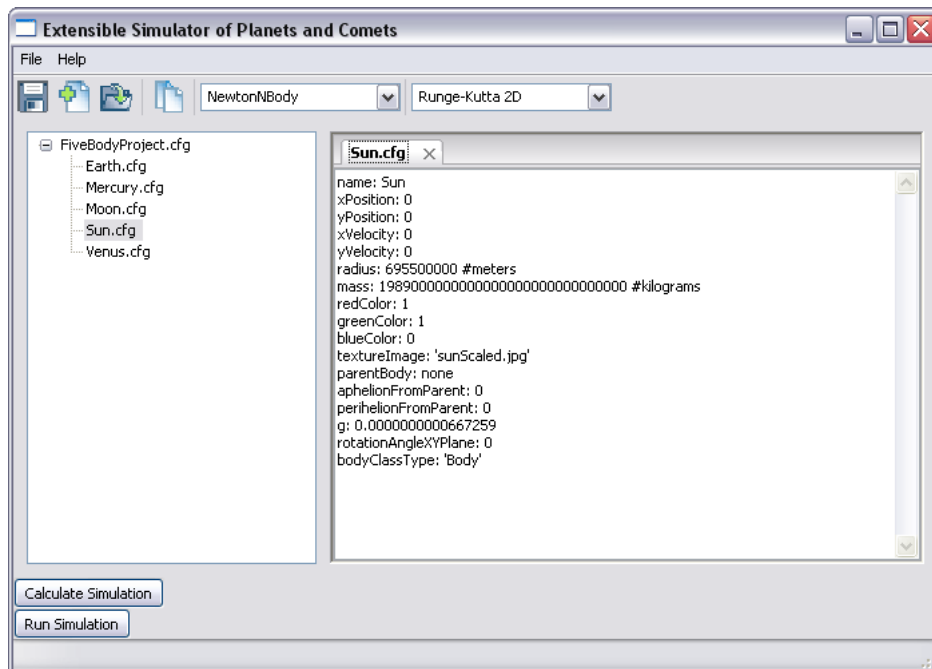 Extensible Simulator of Planets and Comets
File Help
NewtonNBody Runge-Kutta 2D
FiveBodyProject.cfg
Earth.cfg
Mercury.cfg
Moon.cfg
Sun.cfg
Venus.cfg
Sun.cfg
name: Sun
xPosition: 0
yPosition: 0
xVelocity: 0
yVelocity: 0
radius: 695500000 #meters
mass: 1989000000000000000000000000000 #kilograms
redColor: 1
greenColor: 1
blueColor: 0
textureImage: 'sunScaled.jpg'
parentBody: none
aphelionFromParent: 0
perihelionFromParent: 0
g: 0.0000000000667259
rotationAngleXYPlane: 0
bodyClassType: 'Body'
Calculate Simulation
Run Simulation